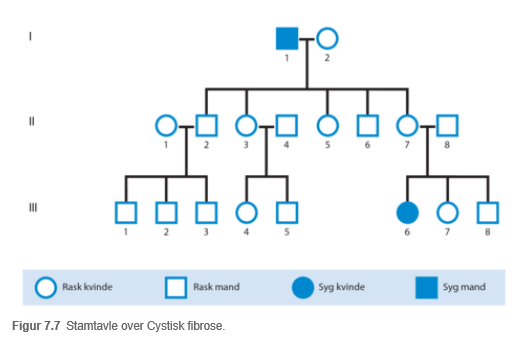 I
1 2
II
1 2 3 4 5 6 7 8
III
1 2 3 4 5 6 7 8
Rask kvinde Rask mand Syg kvinde Syg mand
Figur 7.7 Stamtavle over Cystisk fibrose.